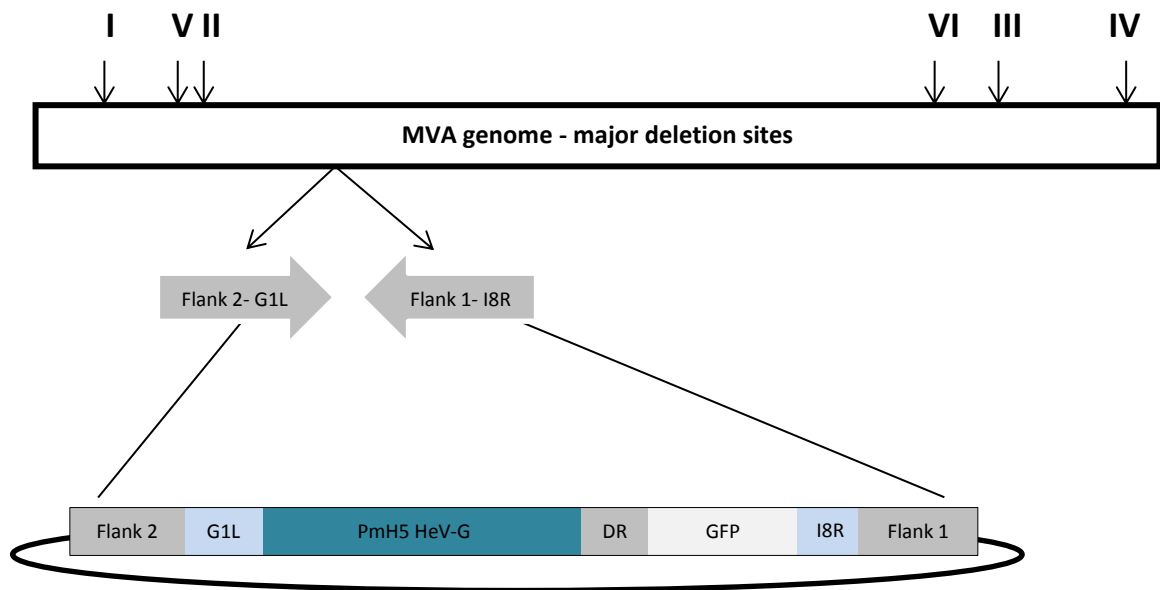 I V II VI III IV
MVA genome - major deletion sites
Flank 2- G1L Flank 1- I8R
Flank 2 G1L PmH5 HeV-G DR GFP I8R Flank 1